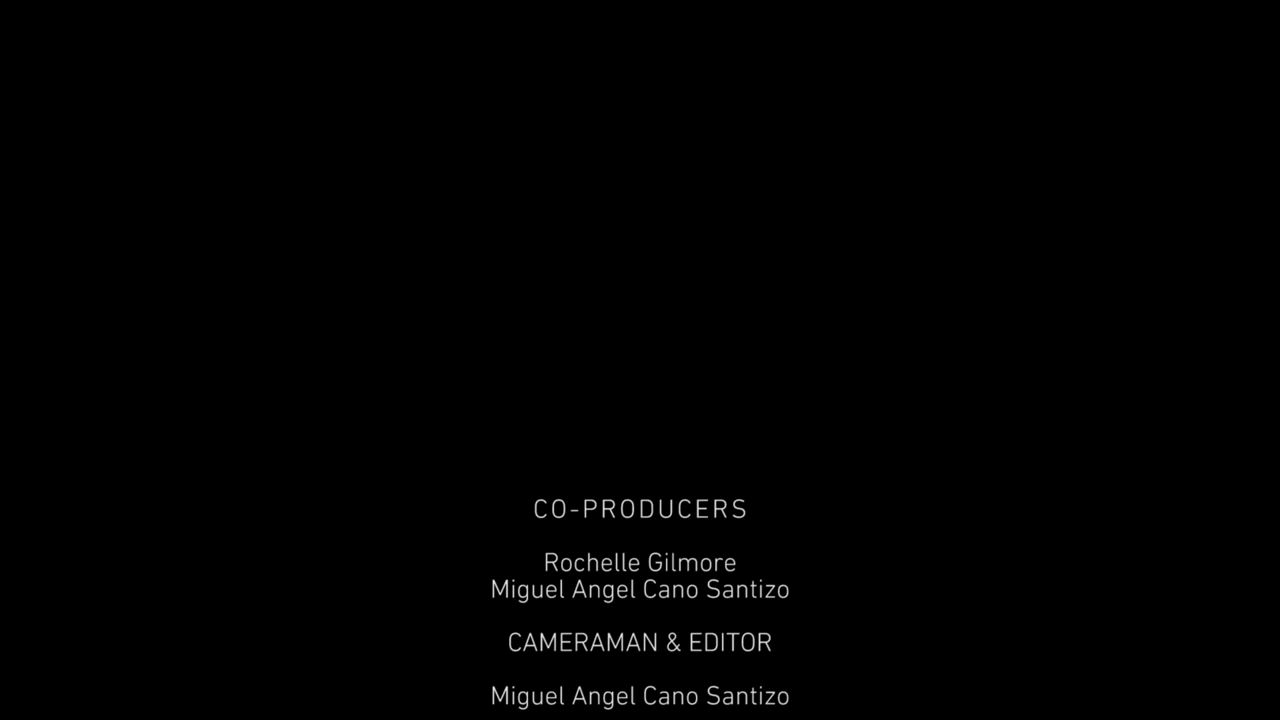 CO-PRODUCERS
Rochelle Gilmore
Miguel Angel Cano Santizo
CAMERAMAN & EDITOR
Miguel Angel Cano Santizo